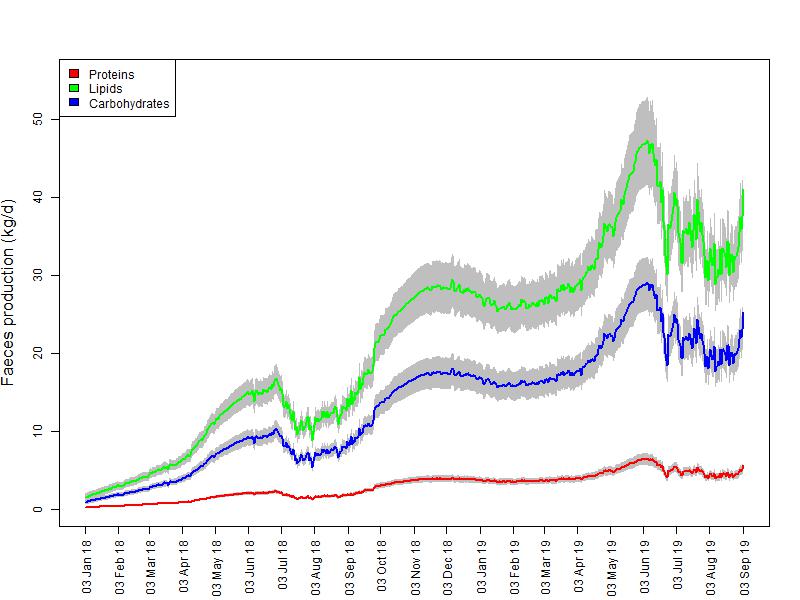 Proteins
Lipids
Carbohydrates
Faeces production (kg/d)
50
40
30
20
10
0
03 Jan 18
03 Feb 18
03 Mar 18
03 Apr 18
03 May 18
03 Jun 18
03 Jul 18
03 Aug 18
03 Sep 18
03 Oct 18
03 Nov 18
03 Dec 18
03 Jan 19
03 Feb 19
03 Mar 19
03 Apr 19
03 May 19
03 Jun 19
03 Jul 19
03 Aug 19
03 Sep 19